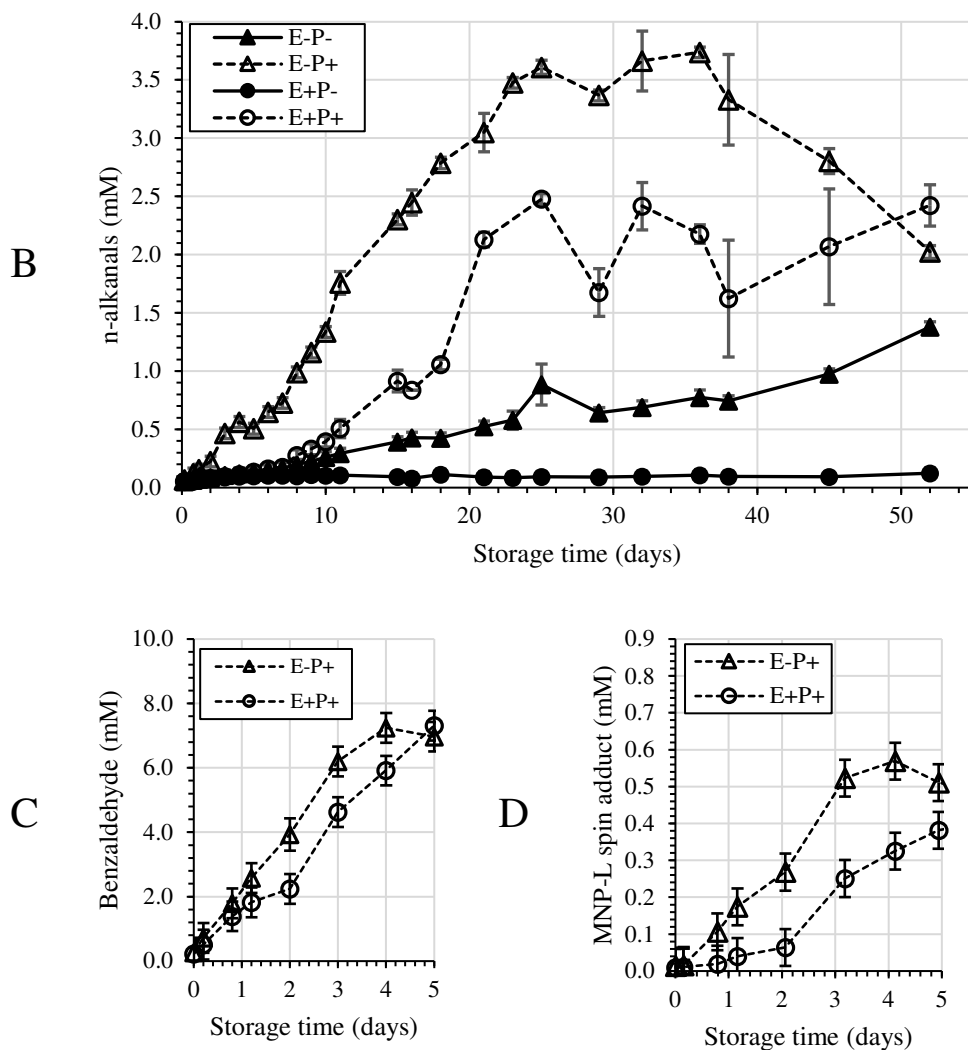 B
n-alkanals (mM)
4.0
3.5
3.0
2.5
2.0
1.5
1.0
0.5
0.0
E-P-
E-P+
E+P-
E+P+
0 10 20 30 40 50
Storage time (days)
C
Benzaldehyde (mM)
10.0
8.0
6.0
4.0
2.0
0.0
E-P+
E+P+
0 1 2 3 4 5
Storage time (days)
D
MNP-L spin adduct (mM)
0.9
0.8
0.7
0.6
0.5
0.4
0.3
0.2
0.1
0.0
E-P+
E+P+
0 1 2 3 4 5
Storage time (days)